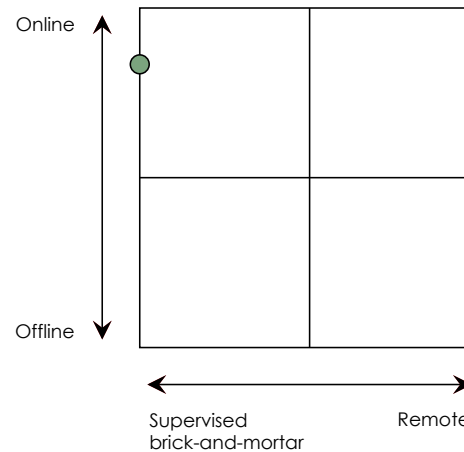 Online
Offline
Supervised
brick-and-mortar
Remote